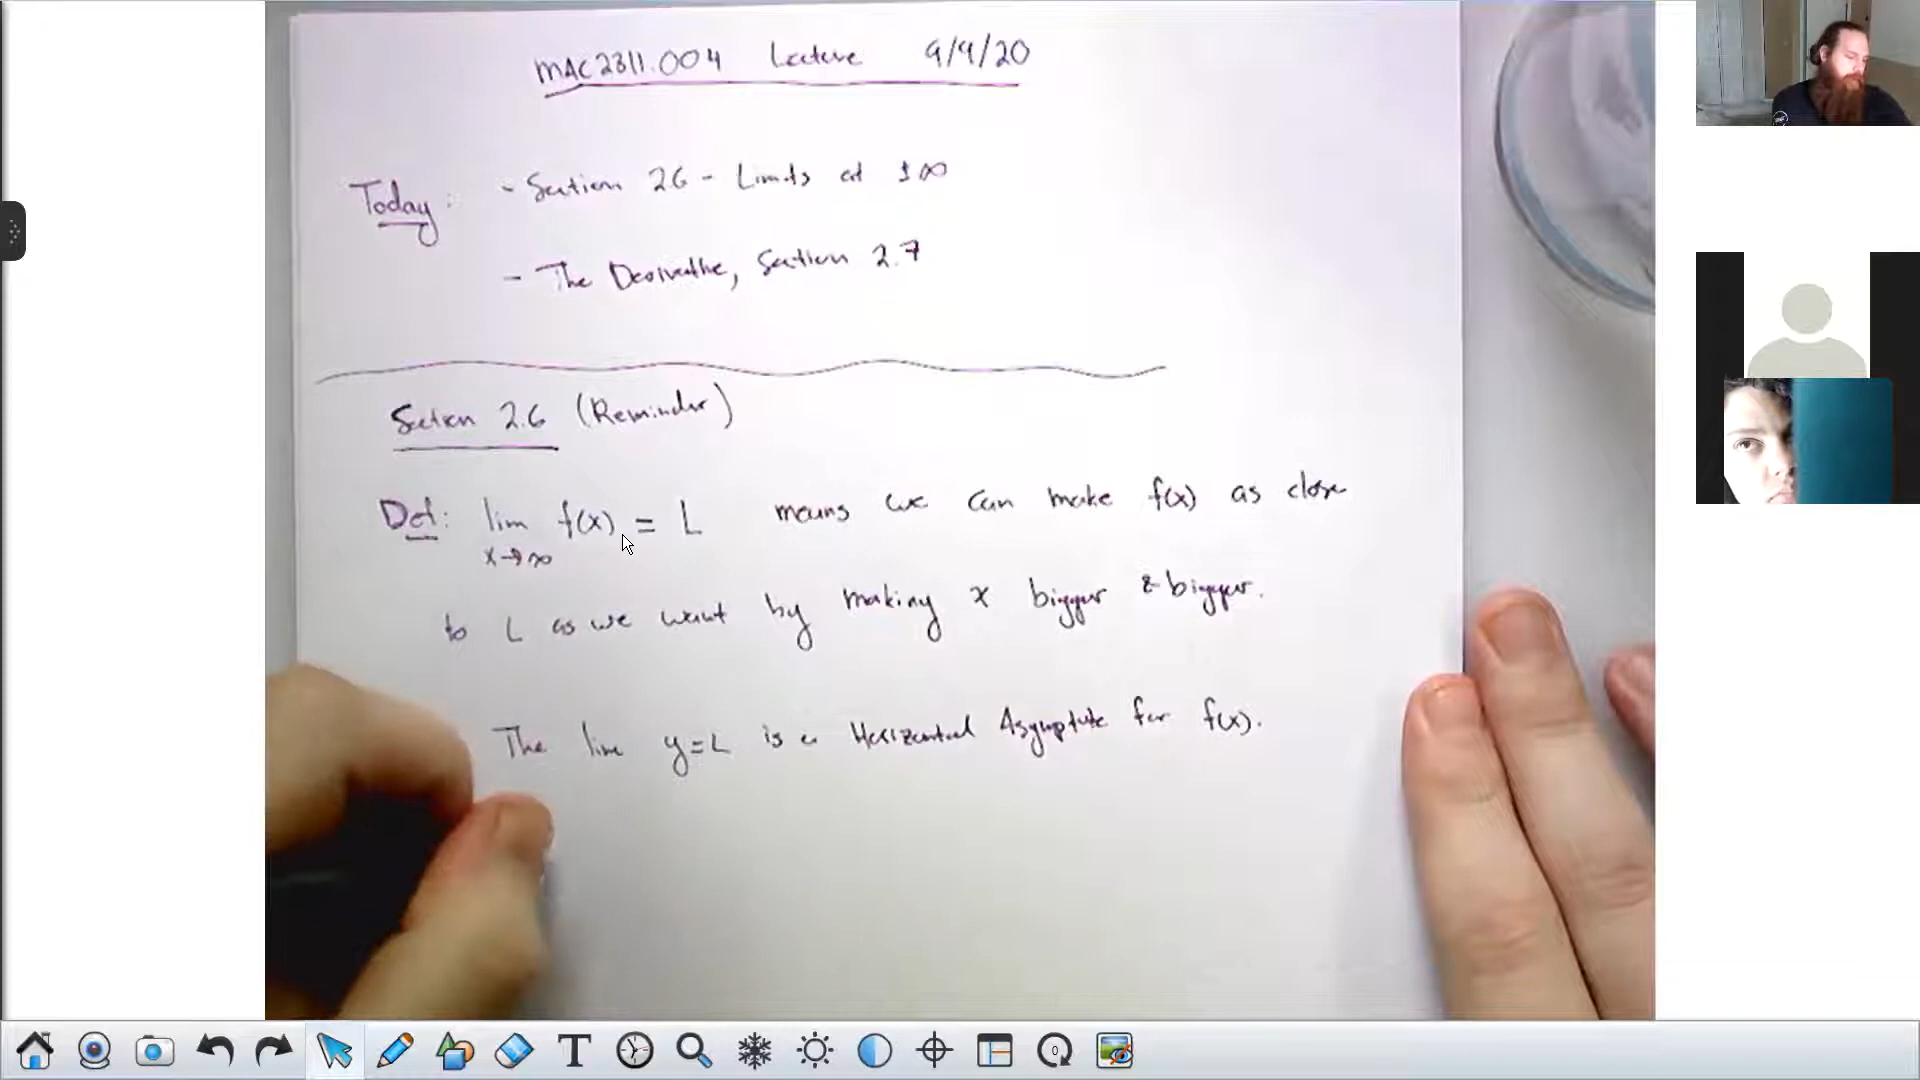 MAC2311.004 Lecture 9/9/20
Today: - Section 2.6 - Limits at ±∞
- The Derivative, Section 2.7
Section 2.6 (Reminder)
Def: lim f(x) = L means we can make f(x) as close
x→∞
to L as we want by making x bigger & bigger.
The line y=L is a Horizontal Asymptote for f(x).
T
0